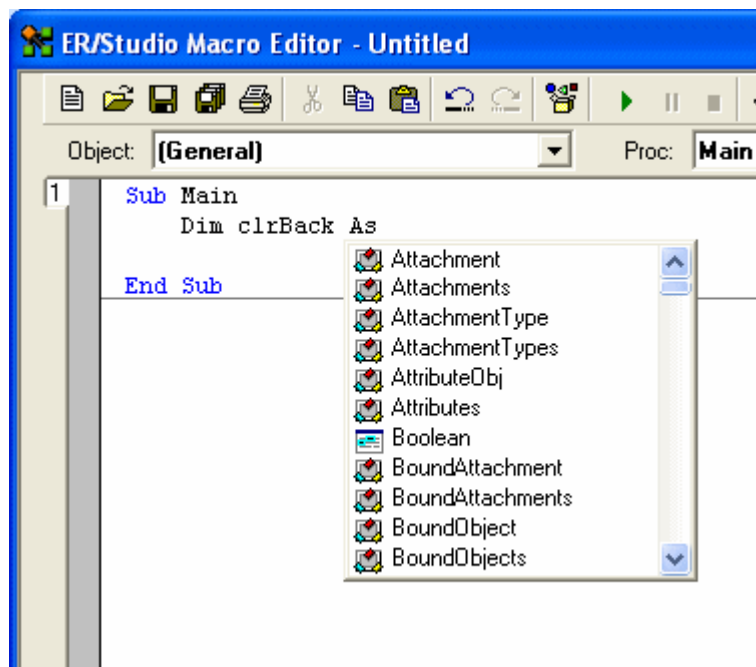 ER/Studio Macro Editor - Untitled
Object: (General) Proc: Main
1
Sub Main
Dim clrBack As
End Sub
Attachment
Attachments
AttachmentType
AttachmentTypes
AttributeObj
Attributes
Boolean
BoundAttachment
BoundAttachments
BoundObject
BoundObjects